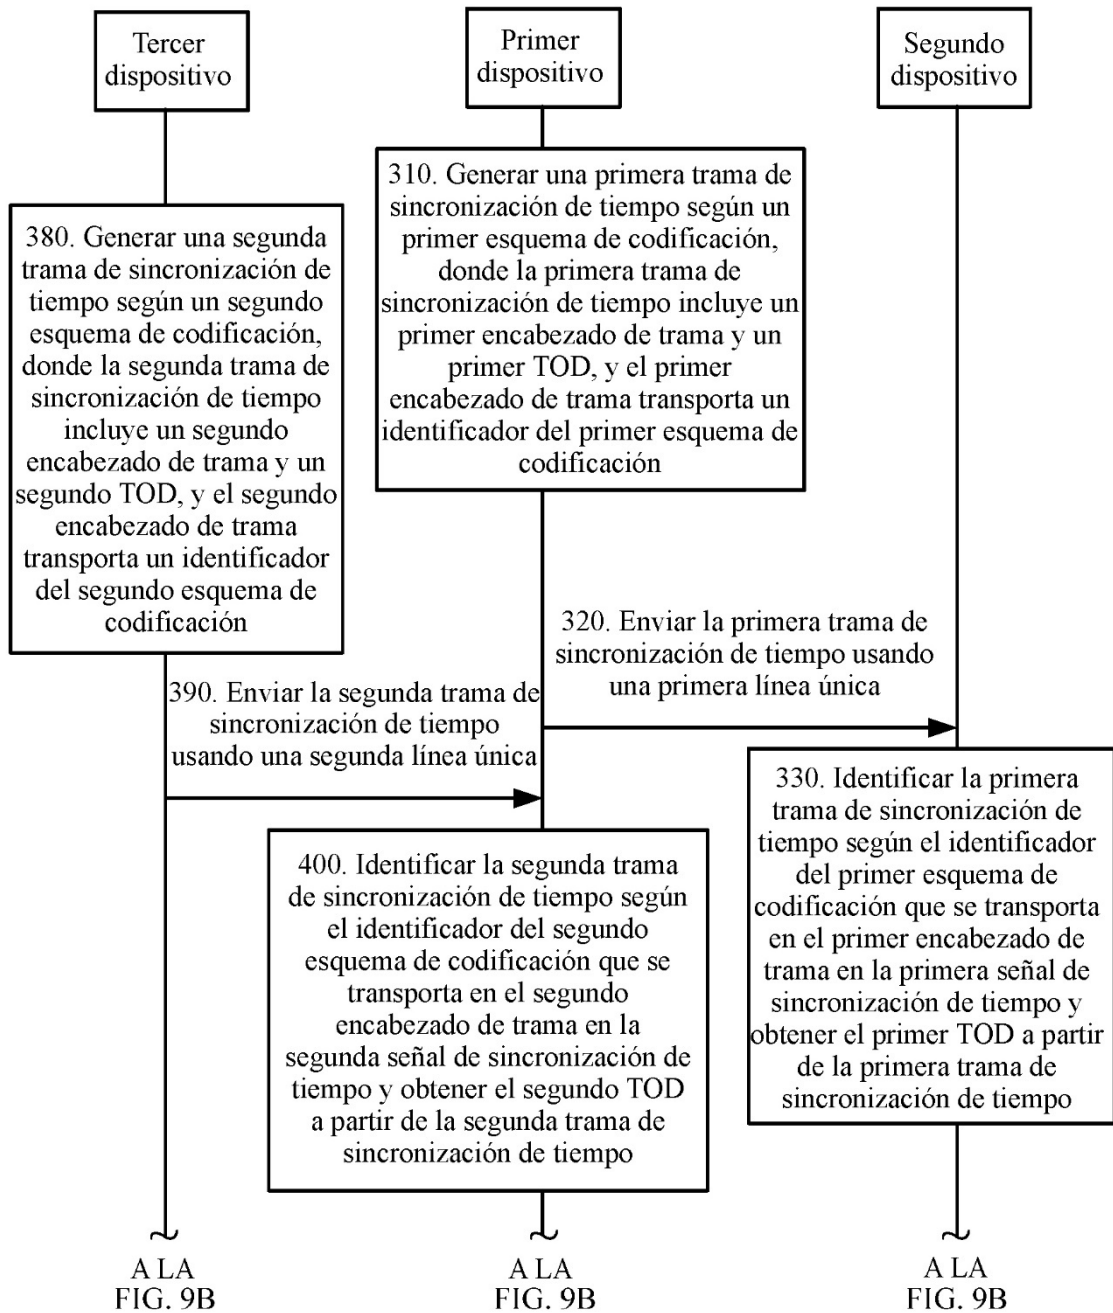 Tercer
dispositivo
Primer
dispositivo
Segundo
dispositivo
310. Generar una primera trama de
sincronización de tiempo según un
primer esquema de codificación,
donde la primera trama de
sincronización de tiempo incluye un
primer encabezado de trama y un
primer TOD, y el primer
encabezado de trama transporta un
identificador del primer esquema de
codificación
380. Generar una segunda
trama de sincronización de
tiempo según un segundo
esquema de codificación,
donde la segunda trama de
sincronización de tiempo
incluye un segundo
encabezado de trama y un
segundo TOD, y el segundo
encabezado de trama
transporta un identificador
del segundo esquema de
codificación
320. Enviar la primera trama de
sincronización de tiempo usando
una primera línea única
390. Enviar la segunda trama de
sincronización de tiempo
usando una segunda línea única
330. Identificar la primera
trama de sincronización de
tiempo según el identificador
del primer esquema de
codificación que se transporta
en el primer encabezado de
trama en la primera señal de
sincronización de tiempo y
obtener el primer TOD a partir
de la primera trama de
sincronización de tiempo
400. Identificar la segunda trama
de sincronización de tiempo según
el identificador del segundo
esquema de codificación que se
transporta en el segundo
encabezado de trama en la
segunda señal de sincronización de
tiempo y obtener el segundo TOD
a partir de la segunda trama de
sincronización de tiempo
A LA
FIG. 9B
A LA
FIG. 9B
A LA
FIG. 9B